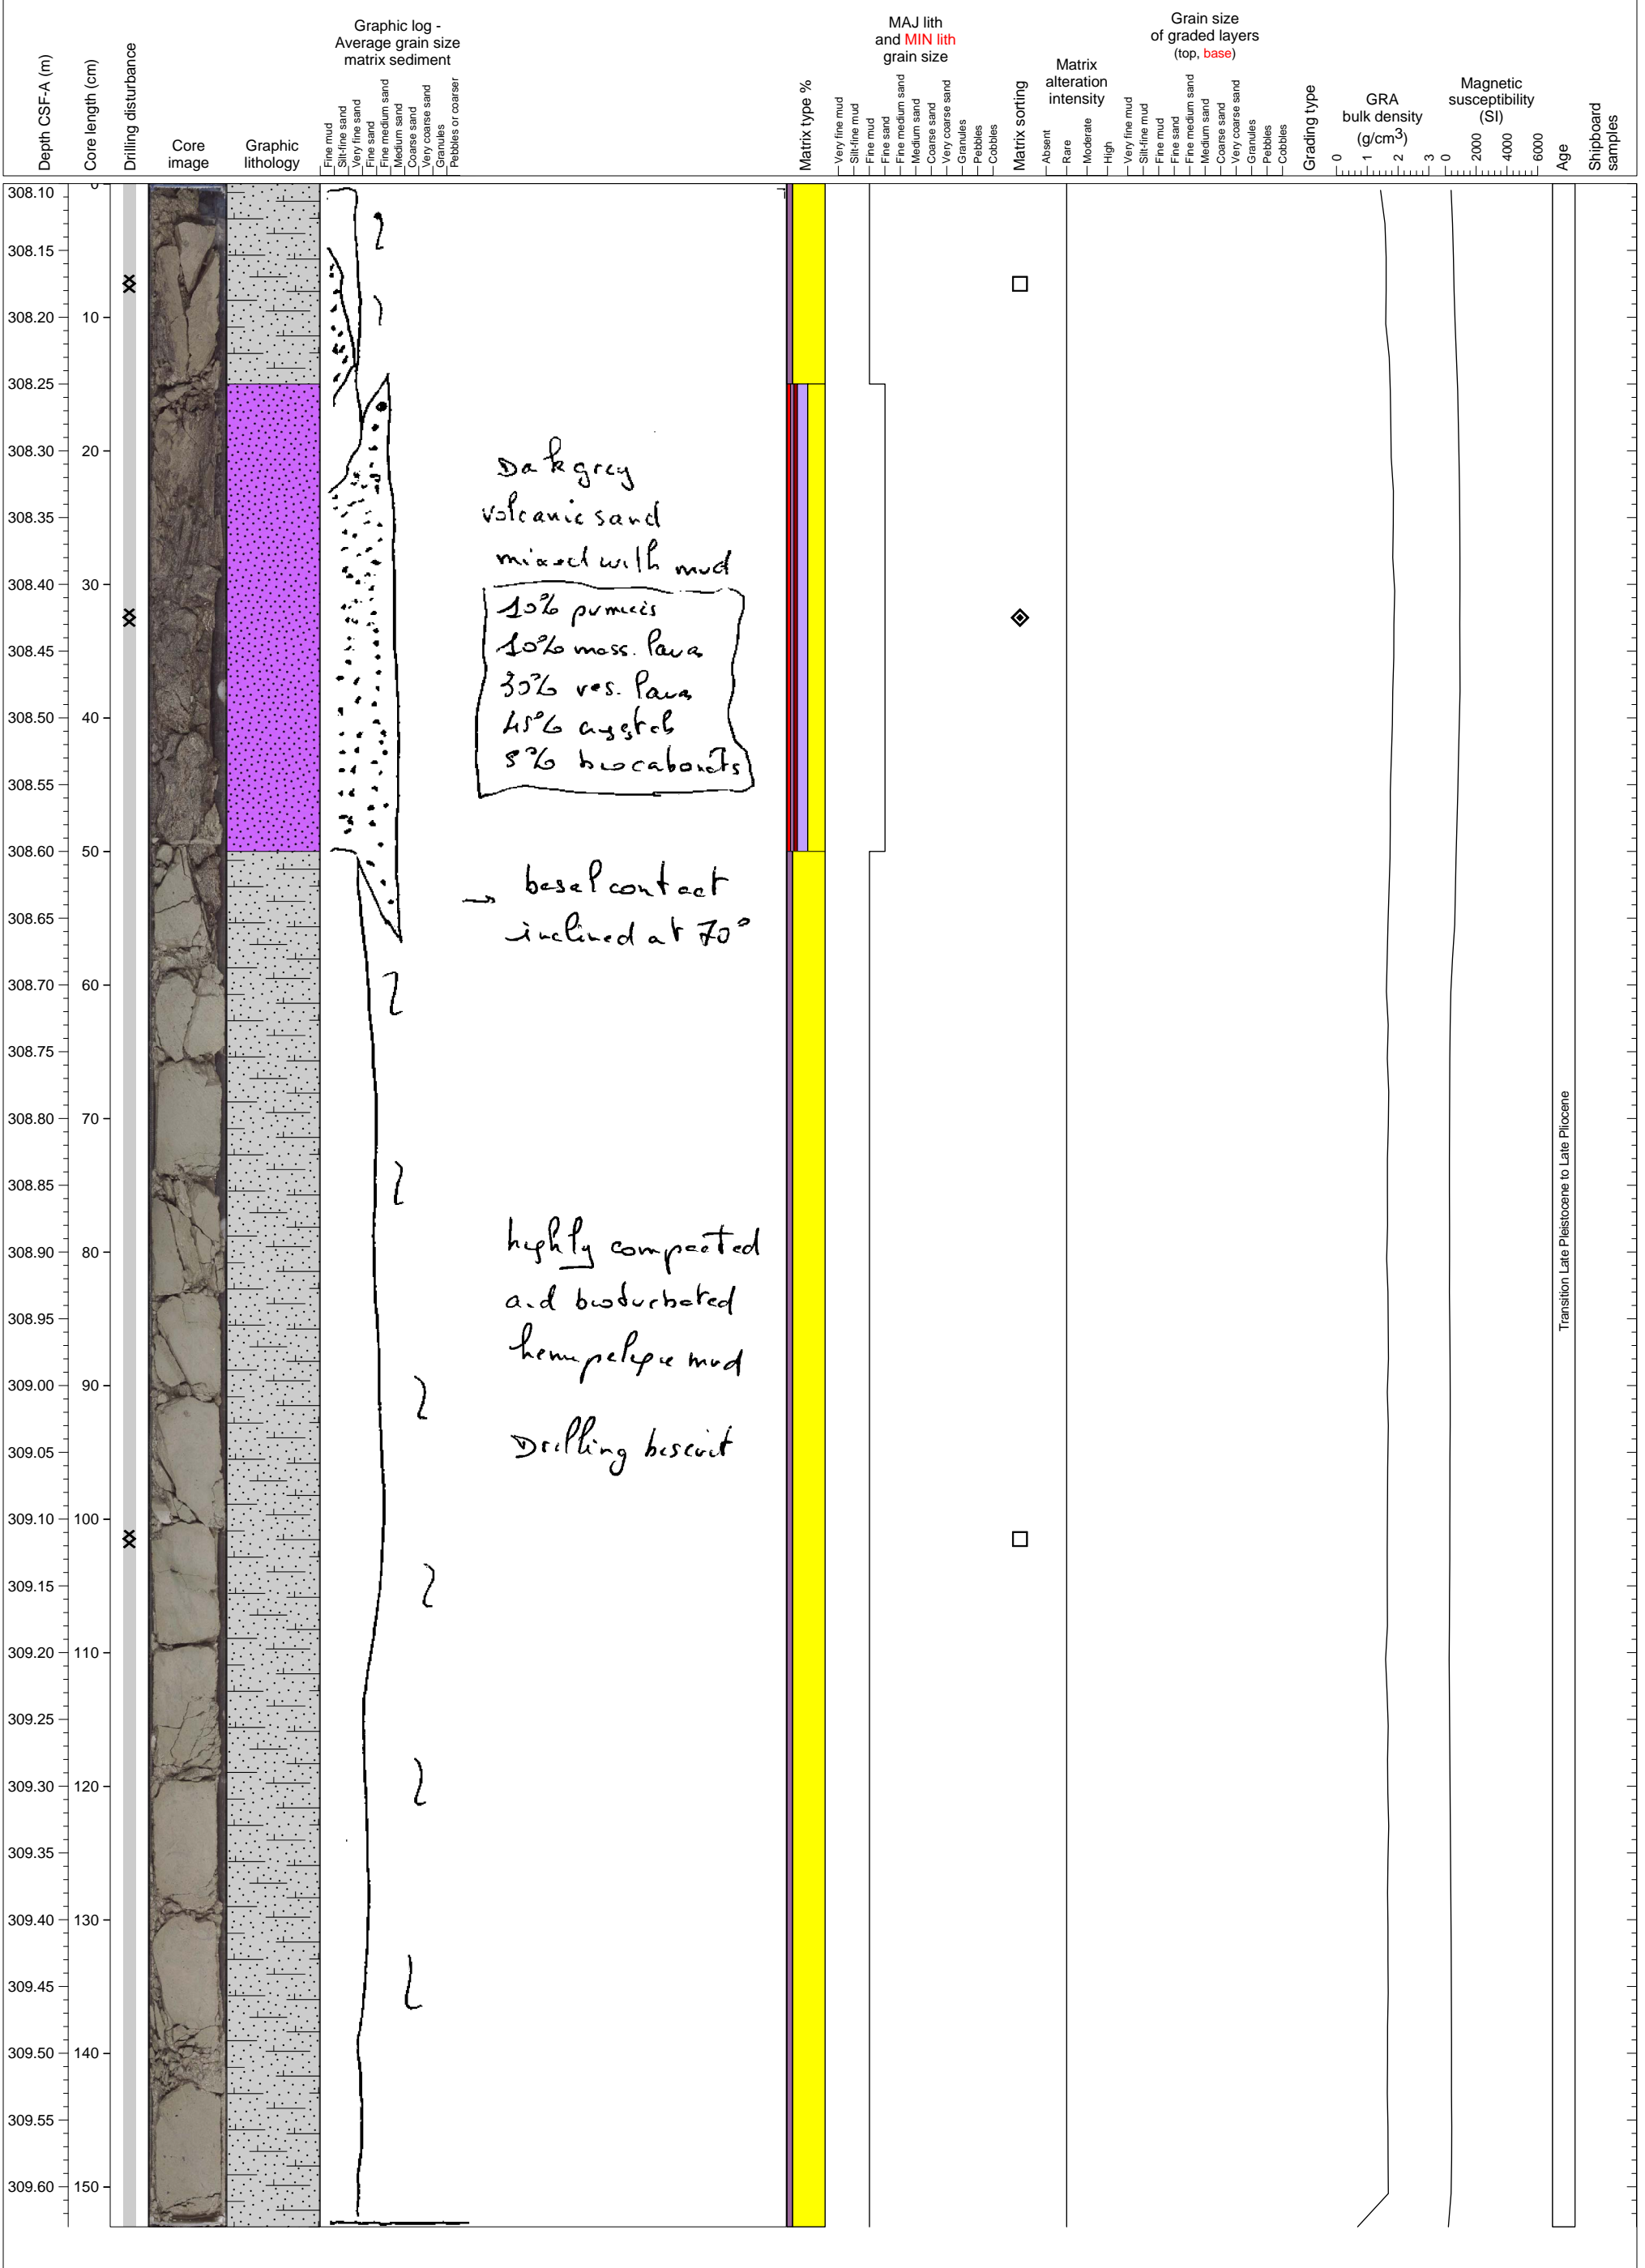 Depth CSF-A (m)
Core length (cm)
Drilling disturbance
Core
image
Graphic
lithology
Graphic log -
Average grain size
matrix sediment
Fine mud
Silt-fine sand
Very fine sand
Fine sand
Fine medium sand
Medium sand
Coarse sand
Very coarse sand
Granules
Pebbles or coarser
Matrix type %
MAJ lith
and MIN lith
grain size
Very fine mud
Silt-fine mud
Fine mud
Fine sand
Fine medium sand
Medium sand
Coarse sand
Very coarse sand
Granules
Pebbles
Cobbles
Matrix sorting
Matrix
alteration
intensity
Absent
Rare
Moderate
High
Grain size
of graded layers
(top, base)
Very fine mud
Silt-fine mud
Fine mud
Fine sand
Fine medium sand
Medium sand
Coarse sand
Very coarse sand
Granules
Pebbles
Cobbles
Grading type
GRA
bulk density
(g/cm3)
0 1 2 3
Magnetic
susceptibility
(SI)
0 2000 4000 6000
Age
Shipboard
samples
308.10
308.15
308.20
308.25
308.30
308.35
308.40
308.45
308.50
308.55
308.60
308.65
308.70
308.75
308.80
308.85
308.90
308.95
309.00
309.05
309.10
309.15
309.20
309.25
309.30
309.35
309.40
309.45
309.50
309.55
309.60
0
10
20
30
40
50
60
70
80
90
100
110
120
130
140
150
Dark grey
volcanic sand
mixed with mud
10% pumices
10% mass. lava
30% ves. lava
45%
5% biocarbonats
→ basal contact
inclined at 70°
highly compacted
and bioturbated
hemipelagic mud
Drilling biscuit
Transition Late Pleistocene to Late Pliocene